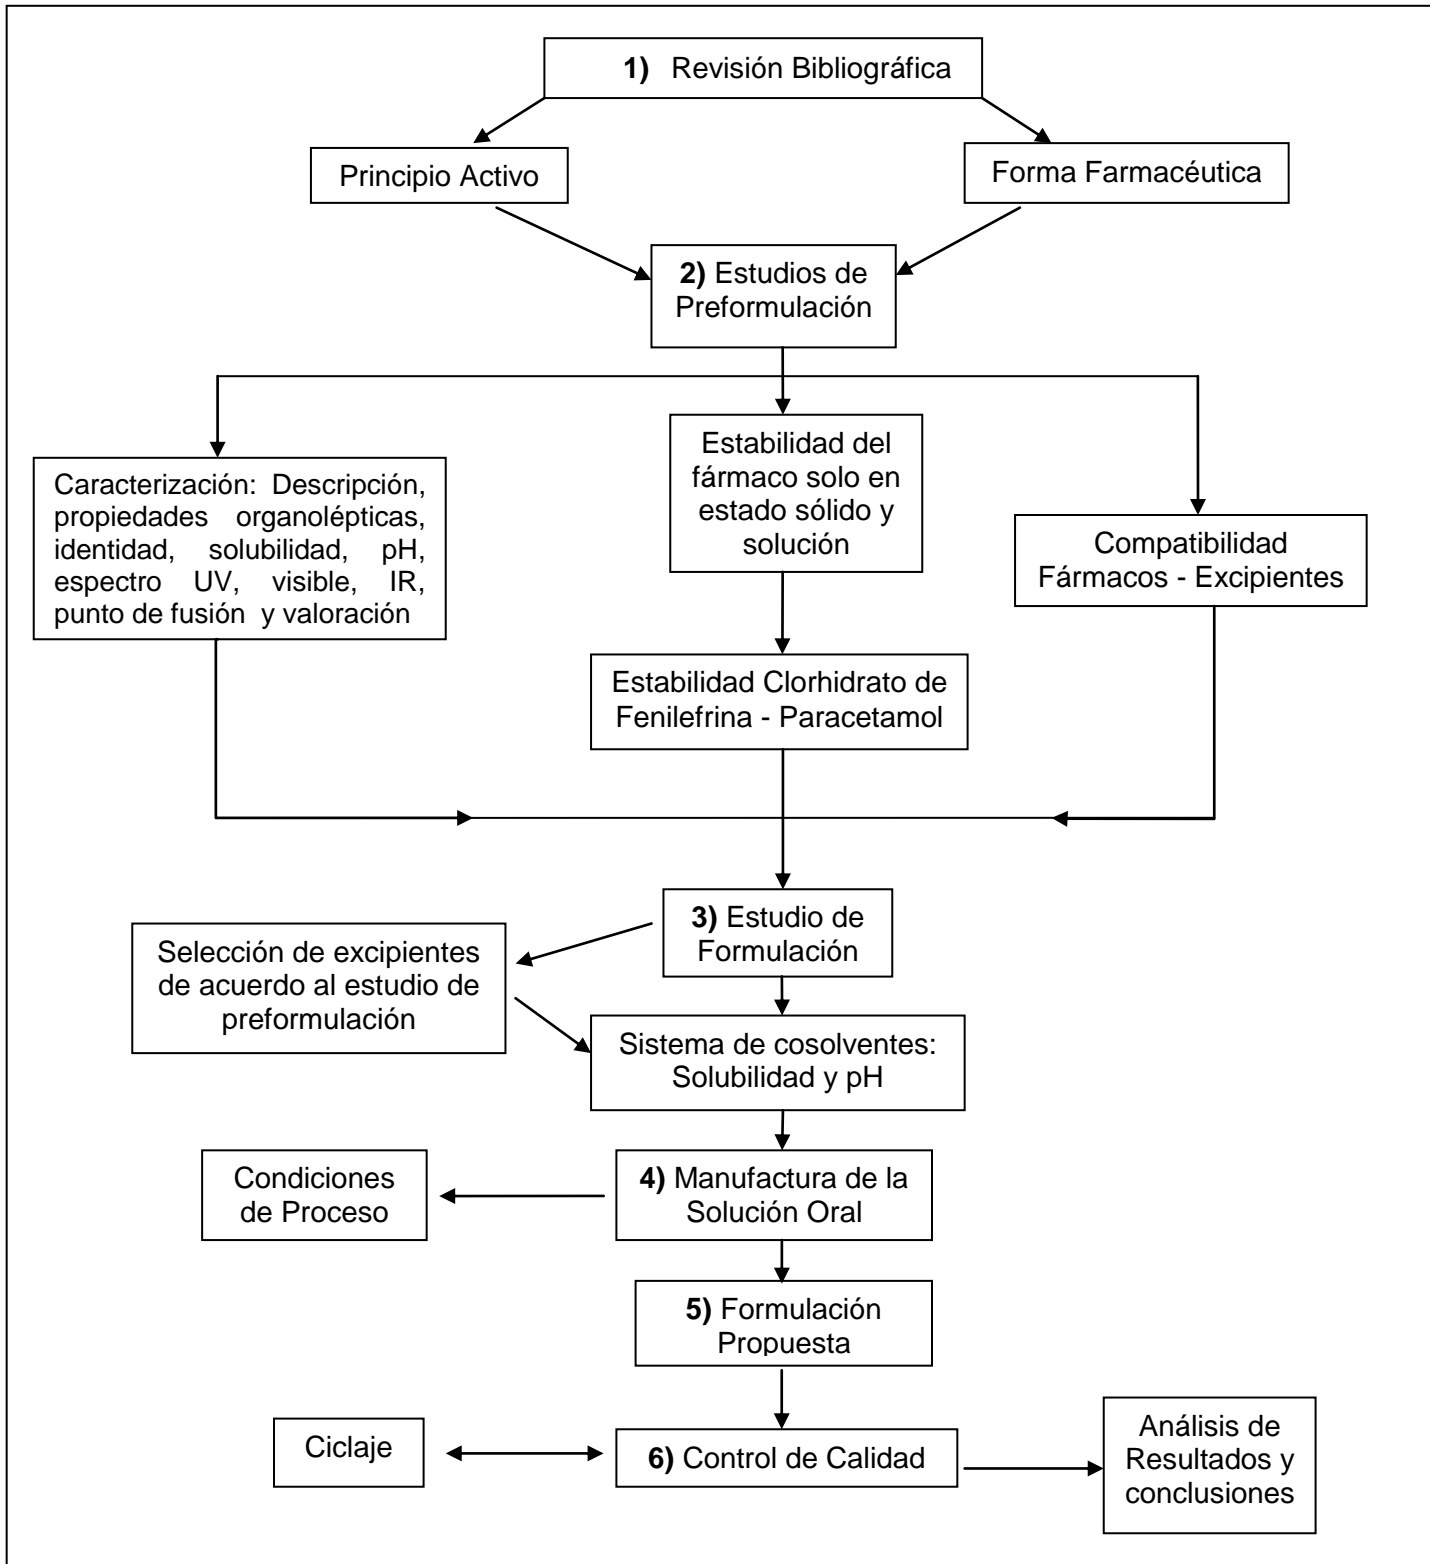 1) Revisión Bibliográfica
Principio Activo
Forma Farmacéutica
2) Estudios de
Preformulación
Caracterización: Descripción,
propiedades organolépticas,
identidad, solubilidad, pH,
espectro UV, visible, IR,
punto de fusión y valoración
Estabilidad del
fármaco solo en
estado sólido y
solución
Compatibilidad
Fármacos - Excipientes
Estabilidad Clorhidrato de
Fenilefrina - Paracetamol
3) Estudio de
Formulación
Selección de excipientes
de acuerdo al estudio de
preformulación
Sistema de cosolventes:
Solubilidad y pH
4) Manufactura de la
Solución Oral
Condiciones
de Proceso
5) Formulación
Propuesta
Ciclaje
6) Control de Calidad
Análisis de
Resultados y
conclusiones